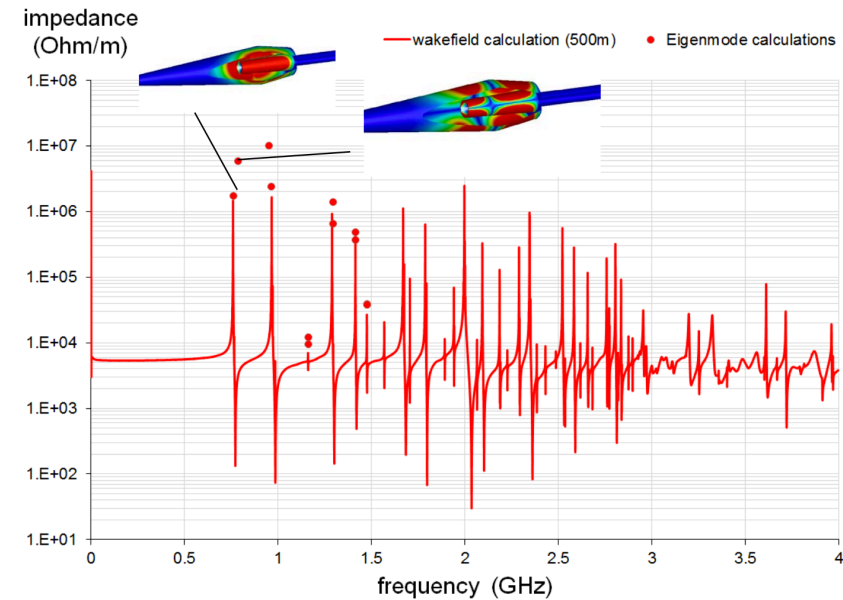 impedance
(Ohm/m)
wakefield calculation (500m)
Eigenmode calculations
1.E+08
1.E+07
1.E+06
1.E+05
1.E+04
1.E+03
1.E+02
1.E+01
0 0.5 1 1.5 2 2.5 3 3.5 4
frequency (GHz)